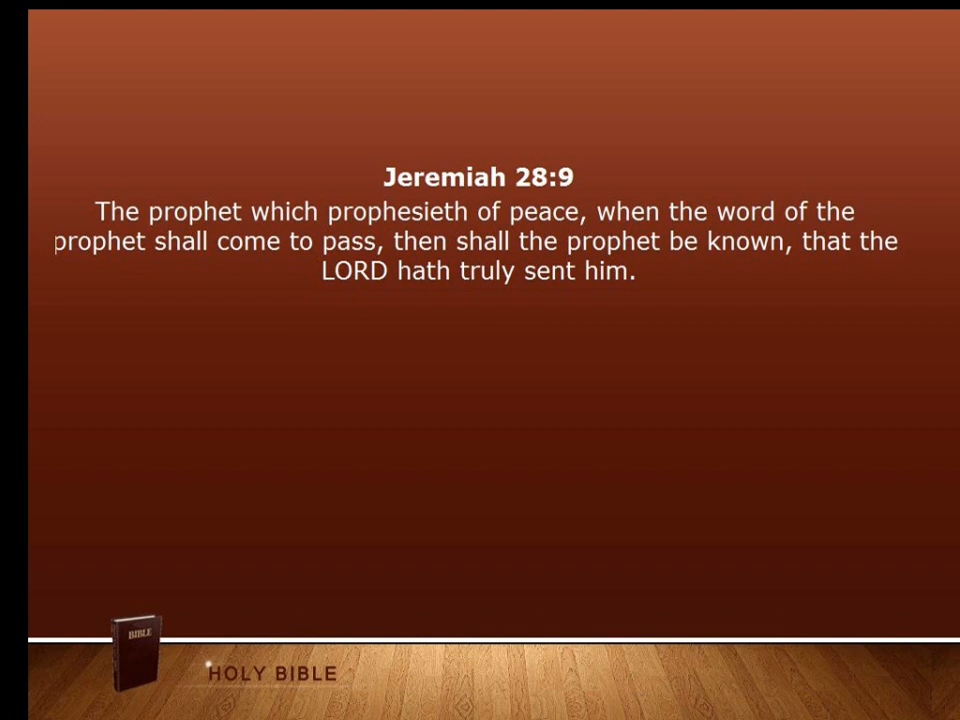 Jeremiah 28:9
The prophet which prophesieth of peace, when the word of the
prophet shall come to pass, then shall the prophet be known, that the
LORD hath truly sent him.
BIBLE
HOLY BIBLE